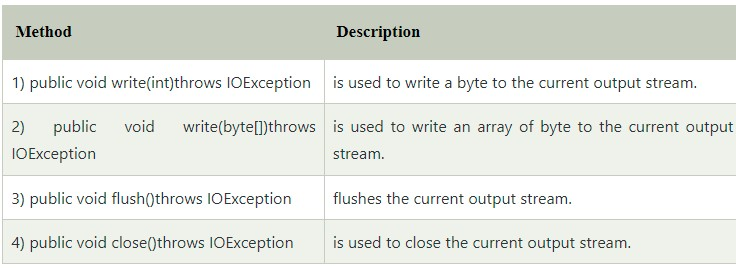 Method Description
1) public void write(int)throws IOException is used to write a byte to the current output stream.
2) public void write(byte[])throws is used to write an array of byte to the current output
IOException stream.
3) public void flush()throws IOException flushes the current output stream.
4) public void close()throws IOException is used to close the current output stream.